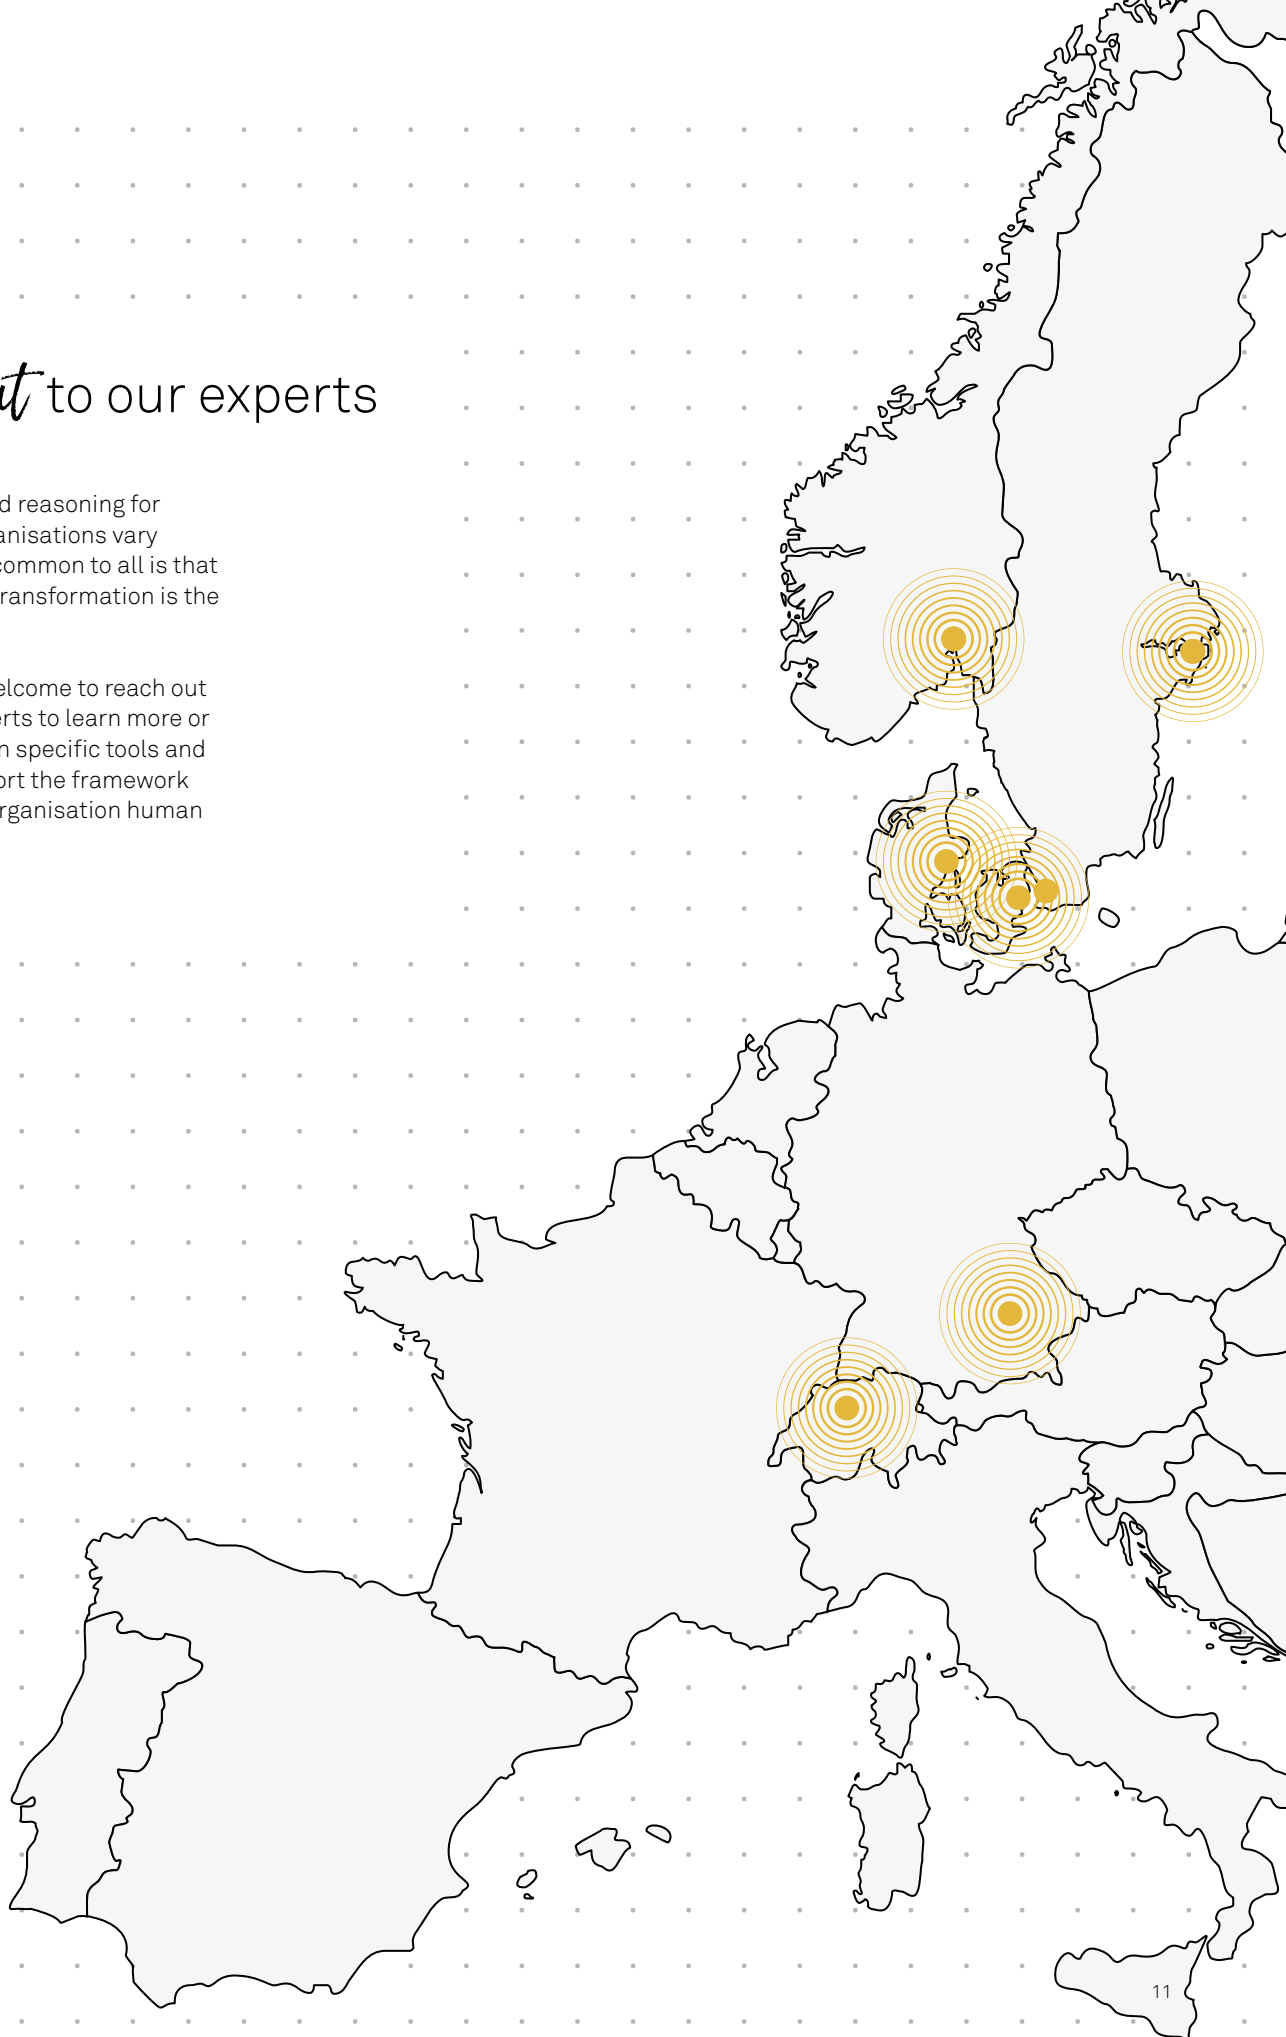 to our experts
d reasoning for
anisations vary
common to all is that
transformation is the
elcome to reach out
erts to learn more or
n specific tools and
ort the framework
rganisation human
11